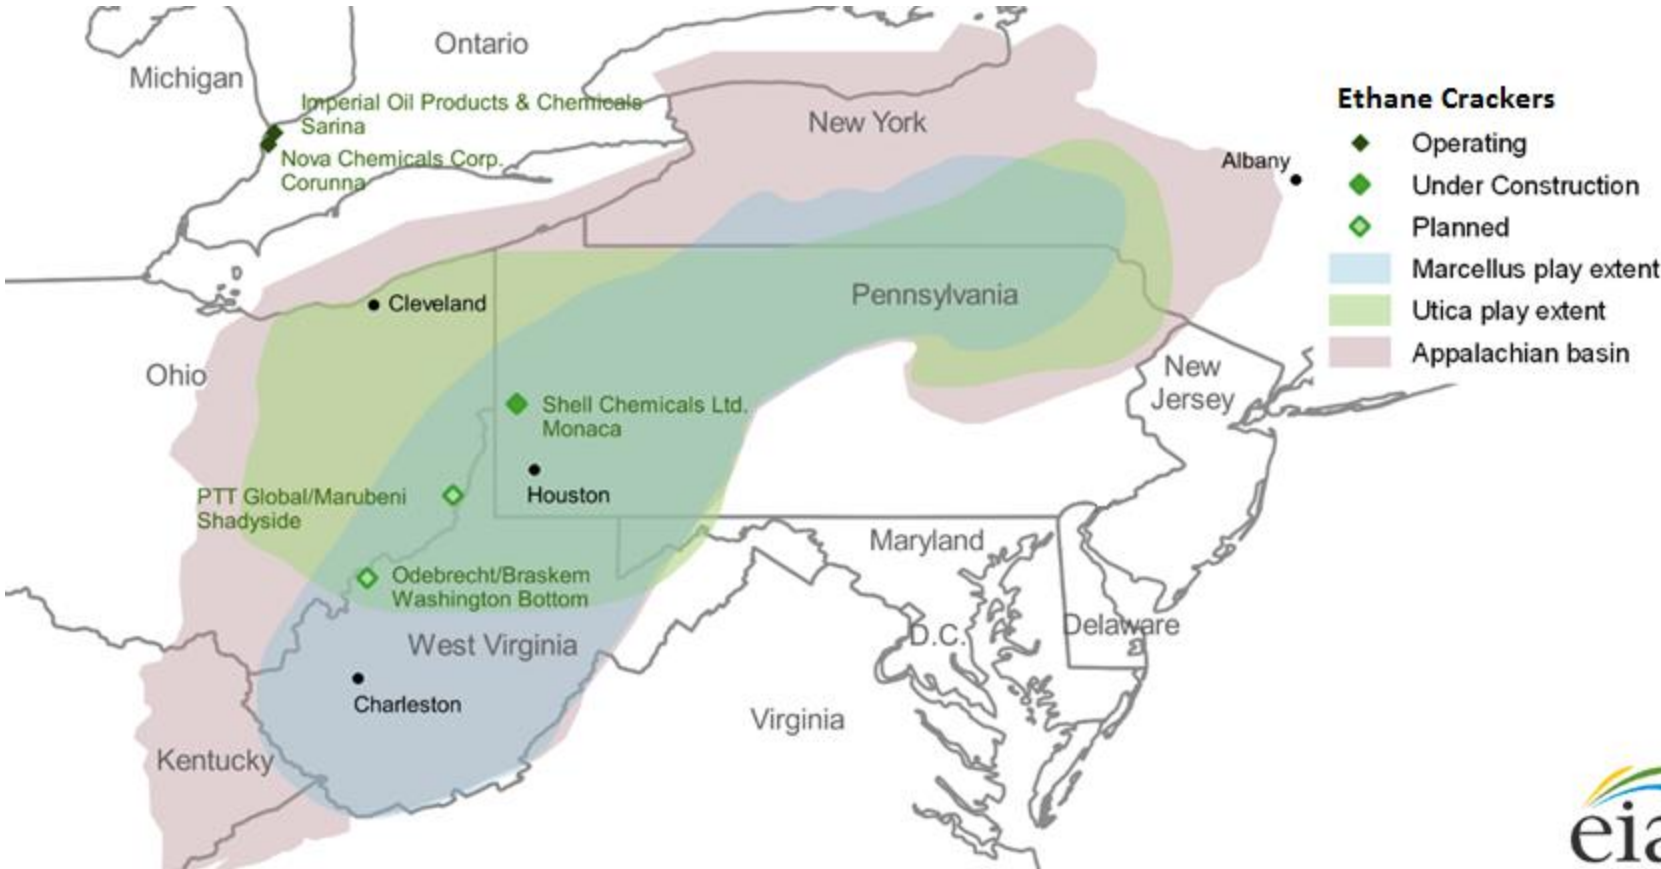 Ontario
Michigan
Imperial Oil Products & Chemicals
Sarina
Nova Chemicals Corp.
Corunna
New York
Albany
Ethane Crackers
Operating
Under Construction
Planned
Marcellus play extent
Utica play extent
Appalachian basin
Cleveland
Pennsylvania
Ohio
New
Jersey
Shell Chemicals Ltd.
Monaca
Houston
PTT Global/Marubeni
Shadyside
Maryland
Odebrecht/Braskem
Washington Bottom
D.C.
Delaware
West Virginia
Charleston
Virginia
Kentucky
eia